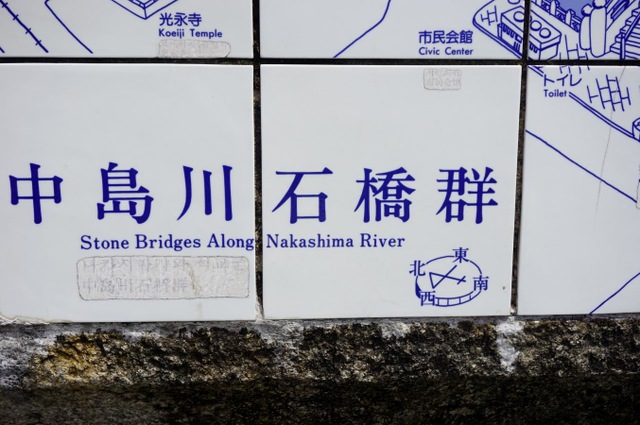 光永寺
Koeiji Temple
市民会館
Civic Center
トイレ
Toilet
中島川石橋群
Stone Bridges Along Nakashima River
中島川石桥群
東
北
南
西